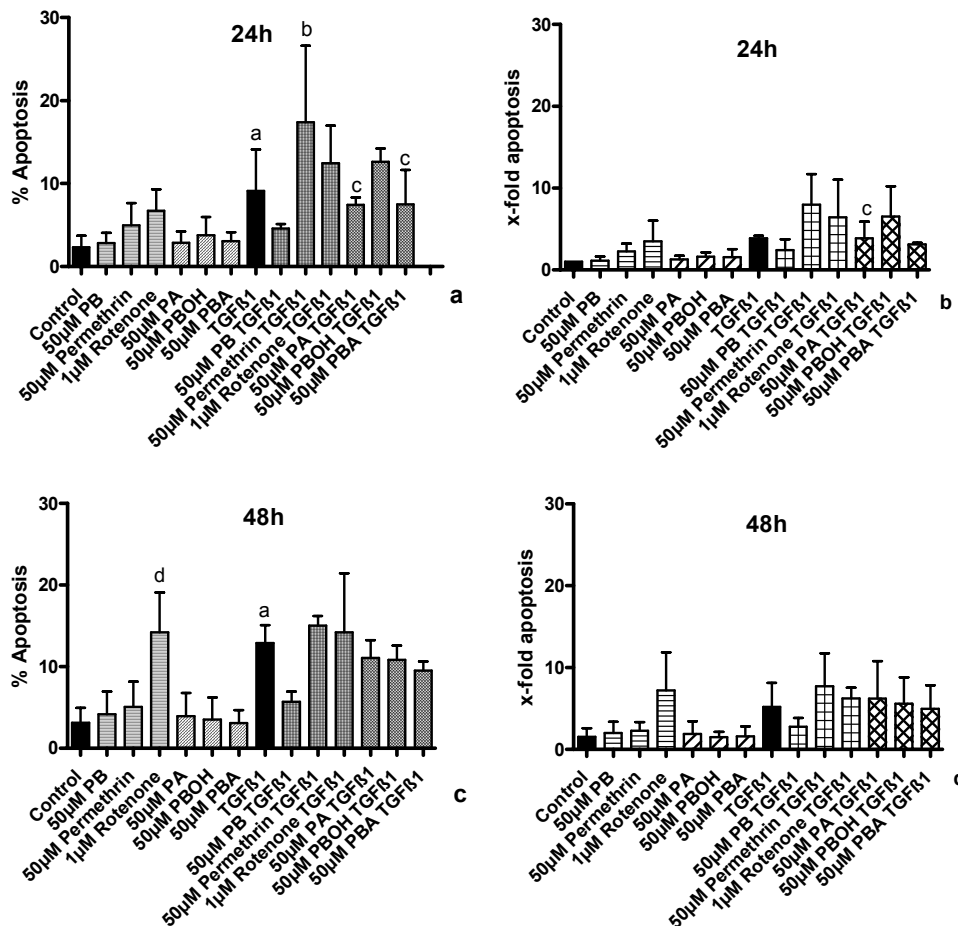 30
20
10
0
% Apoptosis
24h
a
b
c
c
Control
50µM PB
50µM Permethrin
1µM Rotenone
50µM PA
50µM PBOH
50µM PBA
TGFß1
50µM PB TGFß1
50µM Permethrin TGFß1
1µM Rotenone TGFß1
50µM PA TGFß1
50µM PBOH TGFß1
50µM PBA TGFß1
a
30
20
10
0
x-fold apoptosis
24h
c
Control
50µM PB
50µM Permethrin
1µM Rotenone
50µM PA
50µM PBOH
50µM PBA
TGFß1
50µM PB TGFß1
50µM Permethrin TGFß1
1µM Rotenone TGFß1
50µM PA TGFß1
50µM PBOH TGFß1
50µM PBA TGFß1
b
30
20
10
0
% Apoptosis
48h
d
a
Control
50µM PB
50µM Permethrin
1µM Rotenone
50µM PA
50µM PBOH
50µM PBA
TGFß1
50µM PB TGFß1
50µM Permethrin TGFß1
1µM Rotenone TGFß1
50µM PA TGFß1
50µM PBOH TGFß1
50µM PBA TGFß1
c
30
20
10
0
x-fold apoptosis
48h
Control
50µM PB
50µM Permethrin
1µM Rotenone
50µM PA
50µM PBOH
50µM PBA
TGFß1
50µM PB TGFß1
50µM Permethrin TGFß1
1µM Rotenone TGFß1
50µM PA TGFß1
50µM PBOH TGFß1
50µM PBA TGFß1